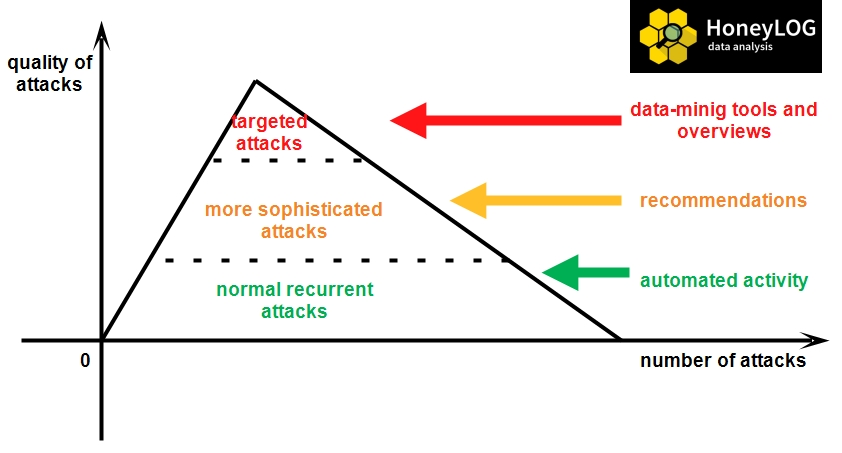 HoneyLOG
data analysis
quality of
attacks
targeted
attacks
data-minig tools and
overviews
more sophisticated
attacks
recommendations
normal recurrent
attacks
automated activity
0
number of attacks